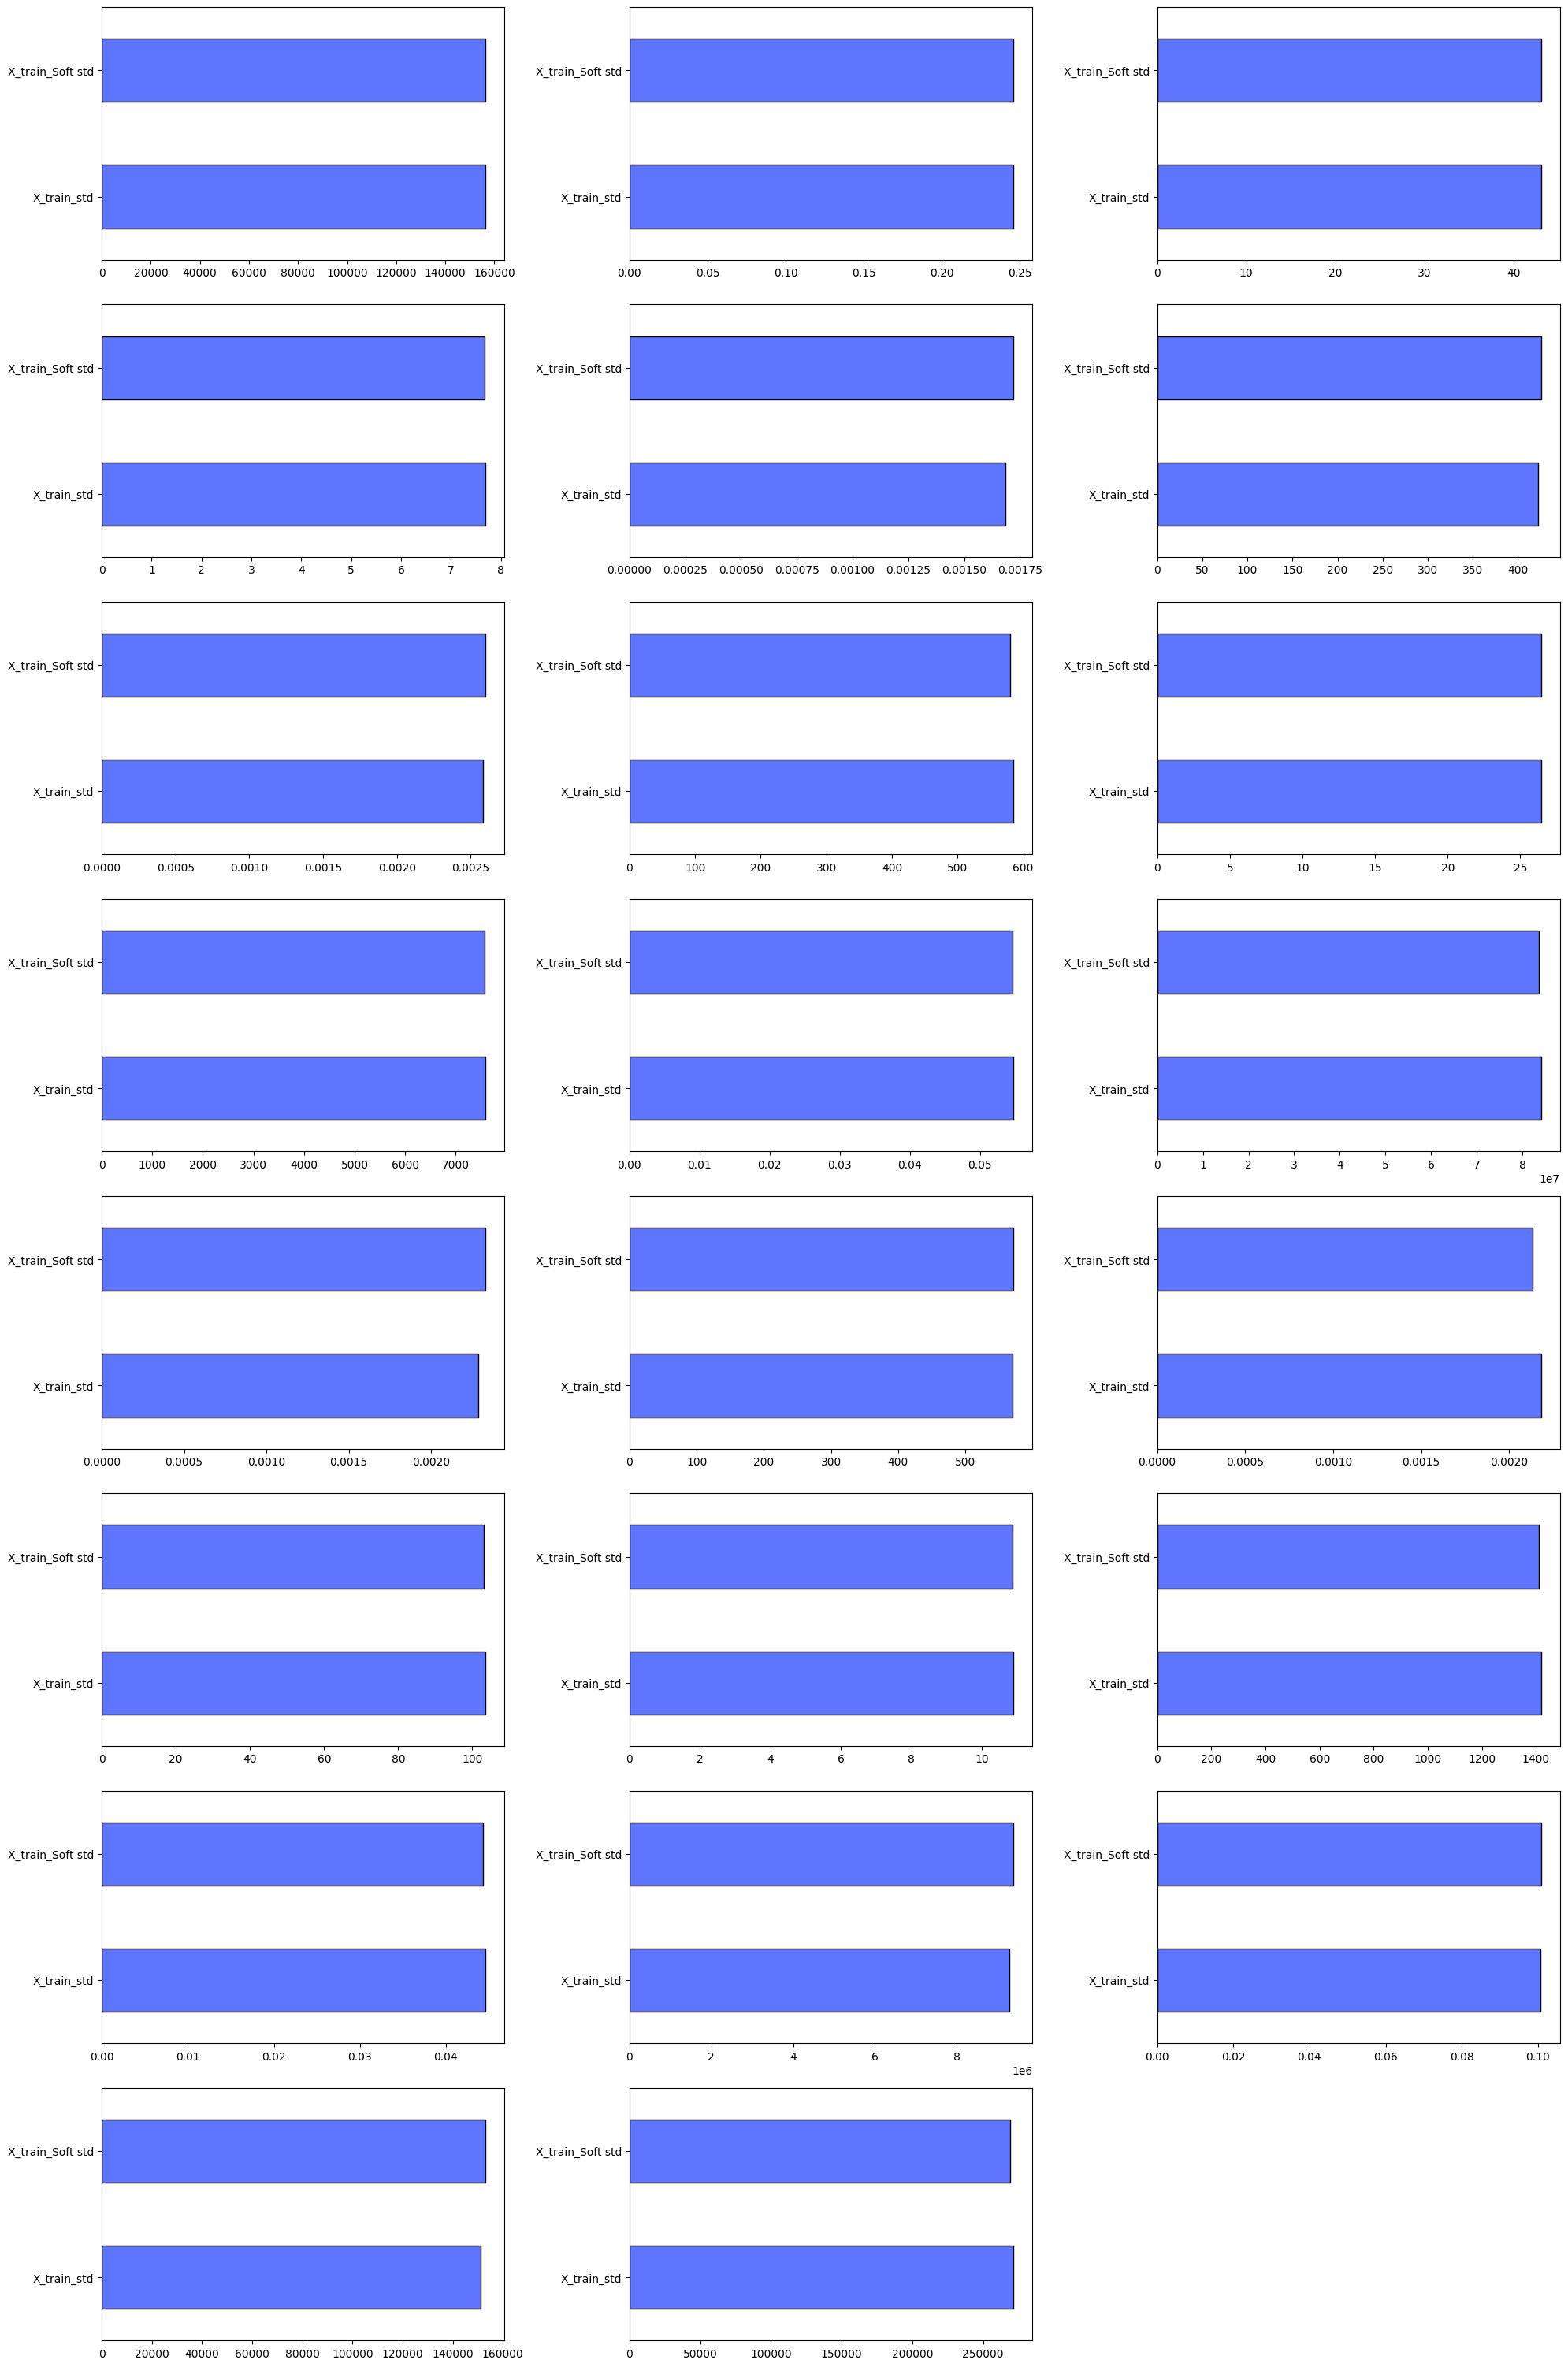 X_train_Soft std
X_train_std
0 20000 40000 60000 80000 100000 120000 140000 160000
X_train_Soft std
X_train_std
0.00 0.05 0.10 0.15 0.20 0.25
X_train_Soft std
X_train_std
0 10 20 30 40
X_train_Soft std
X_train_std
0 1 2 3 4 5 6 7 8
X_train_Soft std
X_train_std
0.00000 0.00025 0.00050 0.00075 0.00100 0.00125 0.00150 0.00175
X_train_Soft std
X_train_std
0 50 100 150 200 250 300 350 400
X_train_Soft std
X_train_std
0.0000 0.0005 0.0010 0.0015 0.0020 0.0025
X_train_Soft std
X_train_std
0 100 200 300 400 500 600
X_train_Soft std
X_train_std
0 5 10 15 20 25
X_train_Soft std
X_train_std
0 1000 2000 3000 4000 5000 6000 7000
X_train_Soft std
X_train_std
0.00 0.01 0.02 0.03 0.04 0.05
X_train_Soft std
X_train_std
0 1 2 3 4 5 6 7 8
1e7
X_train_Soft std
X_train_std
0.0000 0.0005 0.0010 0.0015 0.0020
X_train_Soft std
X_train_std
0 100 200 300 400 500
X_train_Soft std
X_train_std
0.0000 0.0005 0.0010 0.0015 0.0020
X_train_Soft std
X_train_std
0 20 40 60 80 100
X_train_Soft std
X_train_std
0 2 4 6 8 10
X_train_Soft std
X_train_std
0 200 400 600 800 1000 1200 1400
X_train_Soft std
X_train_std
0.00 0.01 0.02 0.03 0.04
X_train_Soft std
X_train_std
0 2 4 6 8
1e6
X_train_Soft std
X_train_std
0.00 0.02 0.04 0.06 0.08 0.10
X_train_Soft std
X_train_std
0 20000 40000 60000 80000 100000 120000 140000 160000
X_train_Soft std
X_train_std
0 50000 100000 150000 200000 250000